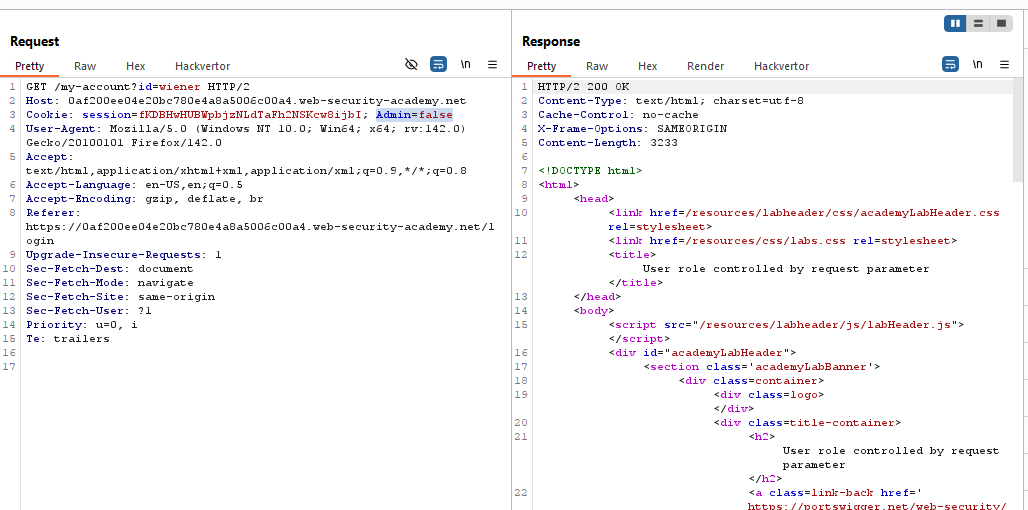 Request
Pretty Raw Hex Hackvertor \n
1 GET /my-account?id=wiener HTTP/2
2 Host: 0af200ee04e20bc780e4a8a5006c00a4.web-security-academy.net
3 Cookie: session=fKDBHwHUBWpbjzNLdTaFh2NSKcw8ijbI; Admin=false
4 User-Agent: Mozilla/5.0 (Windows NT 10.0; Win64; x64; rv:142.0)
Gecko/20100101 Firefox/142.0
5 Accept:
text/html,application/xhtml+xml,application/xml;q=0.9,*/*;q=0.8
6 Accept-Language: en-US,en;q=0.5
7 Accept-Encoding: gzip, deflate, br
8 Referer:
https://0af200ee04e20bc780e4a8a5006c00a4.web-security-academy.net/l
ogin
9 Upgrade-Insecure-Requests: 1
10 Sec-Fetch-Dest: document
11 Sec-Fetch-Mode: navigate
12 Sec-Fetch-Site: same-origin
13 Sec-Fetch-User: ?1
14 Priority: u=0, i
15 Te: trailers
16
17
Response
Pretty Raw Hex Render Hackvertor \n
1 HTTP/2 200 OK
2 Content-Type: text/html; charset=utf-8
3 Cache-Control: no-cache
4 X-Frame-Options: SAMEORIGIN
5 Content-Length: 3233
6
7 <!DOCTYPE html>
8 <html>
9 <head>
10 <link href=/resources/labheader/css/academyLabHeader.css
rel=stylesheet>
11 <link href=/resources/css/labs.css rel=stylesheet>
12 <title>
User role controlled by request parameter
</title>
13 </head>
14 <body>
15 <script src="/resources/labheader/js/labHeader.js">
</script>
16 <div id="academyLabHeader">
17 <section class='academyLabBanner'>
18 <div class=container>
19 <div class=logo>
</div>
20 <div class=title-container>
21 <h2>
User role controlled by request
parameter
</h2>
22 <a class=link-back href='
https://portswigger.net/web-security/